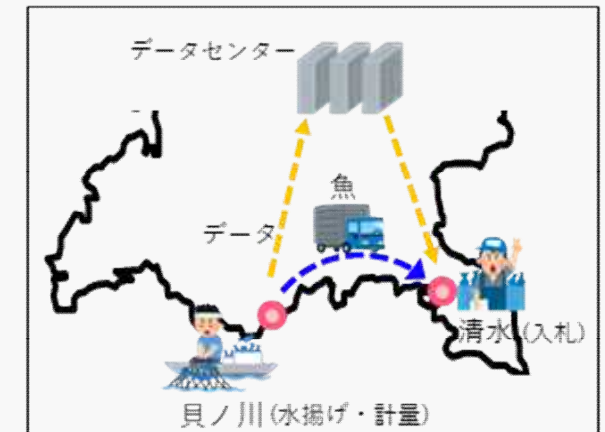 データセンター
魚
データ
清水(入札)
貝ノ川(水揚げ・計量)